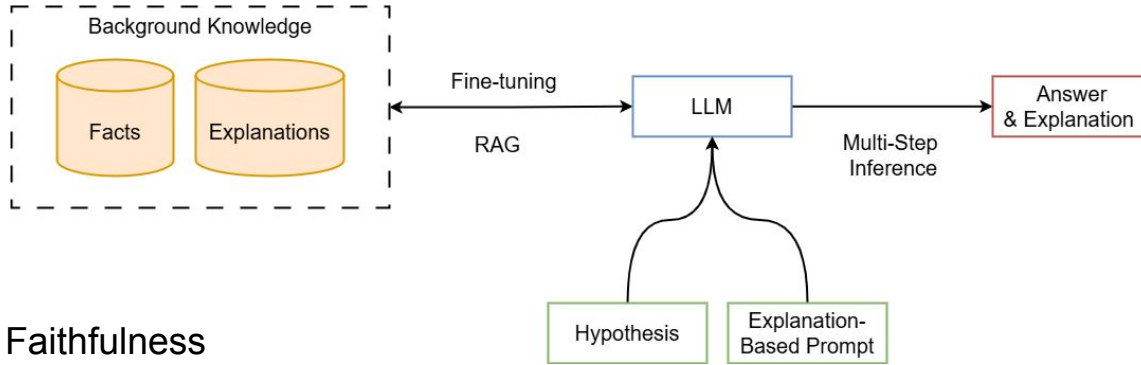 Background Knowledge
Facts
Explanations
Fine-tuning
RAG
LLM
Multi-Step
Inference
Answer
& Explanation
Hypothesis
Explanation-
Based Prompt
Faithfulness